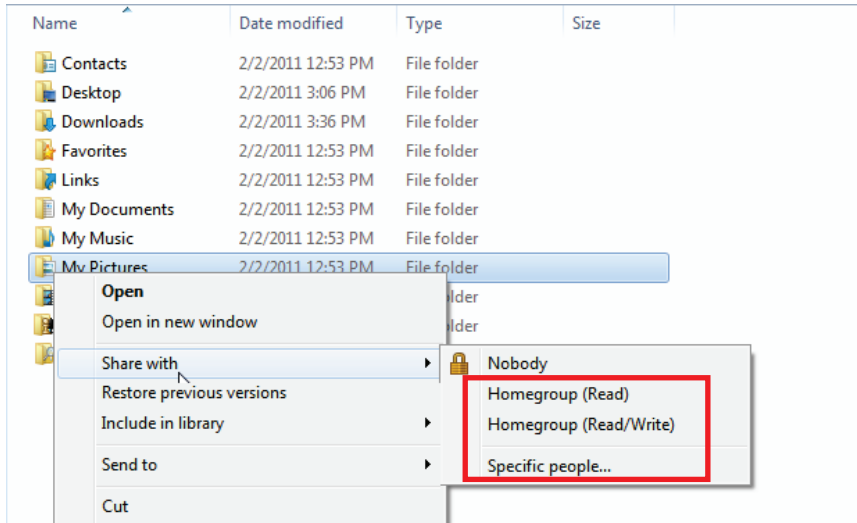 Name Date modified Type Size
Contacts 2/2/2011 12:53 PM File folder
Desktop 2/2/2011 3:06 PM File folder
Downloads 2/2/2011 3:36 PM File folder
Favorites 2/2/2011 12:53 PM File folder
Links 2/2/2011 12:53 PM File folder
My Documents 2/2/2011 12:53 PM File folder
My Music 2/2/2011 12:53 PM File folder
My Pictures 2/2/2011 12:53 PM File folder
Open
Open in new window
Share with
Restore previous versions
Include in library
Send to
Cut
Nobody
Homegroup (Read)
Homegroup (Read/Write)
Specific people...